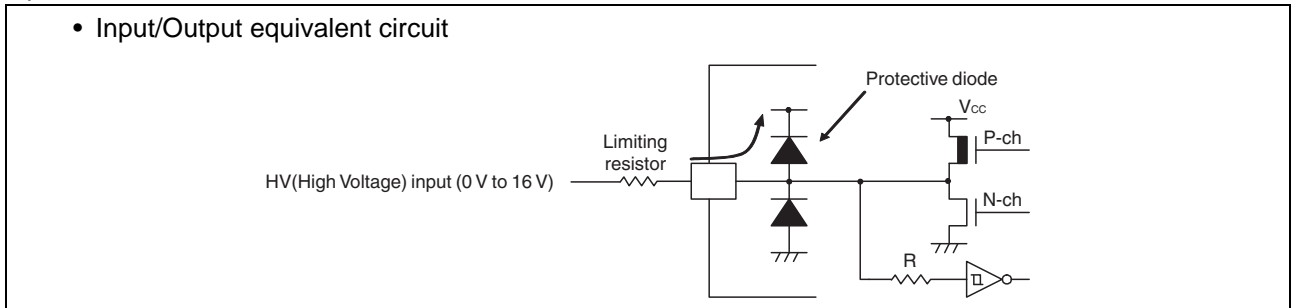 • Input/Output equivalent circuit
Protective diode
Vcc
P-ch
Limiting
resistor
HV(High Voltage) input (0 V to 16 V)
N-ch
R